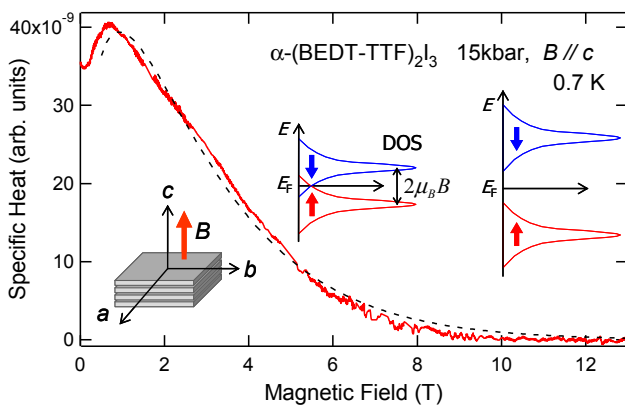 40x10⁻⁹
30
20
10
0
Specific Heat (arb. units)
0
2
4
6
8
10
12
Magnetic Field (T)
α-(BEDT-TTF)₂I₃ 15kbar, B // c
0.7 K
E
DOS
E_F
2μ_BB
E
E_F
c
B
b
a